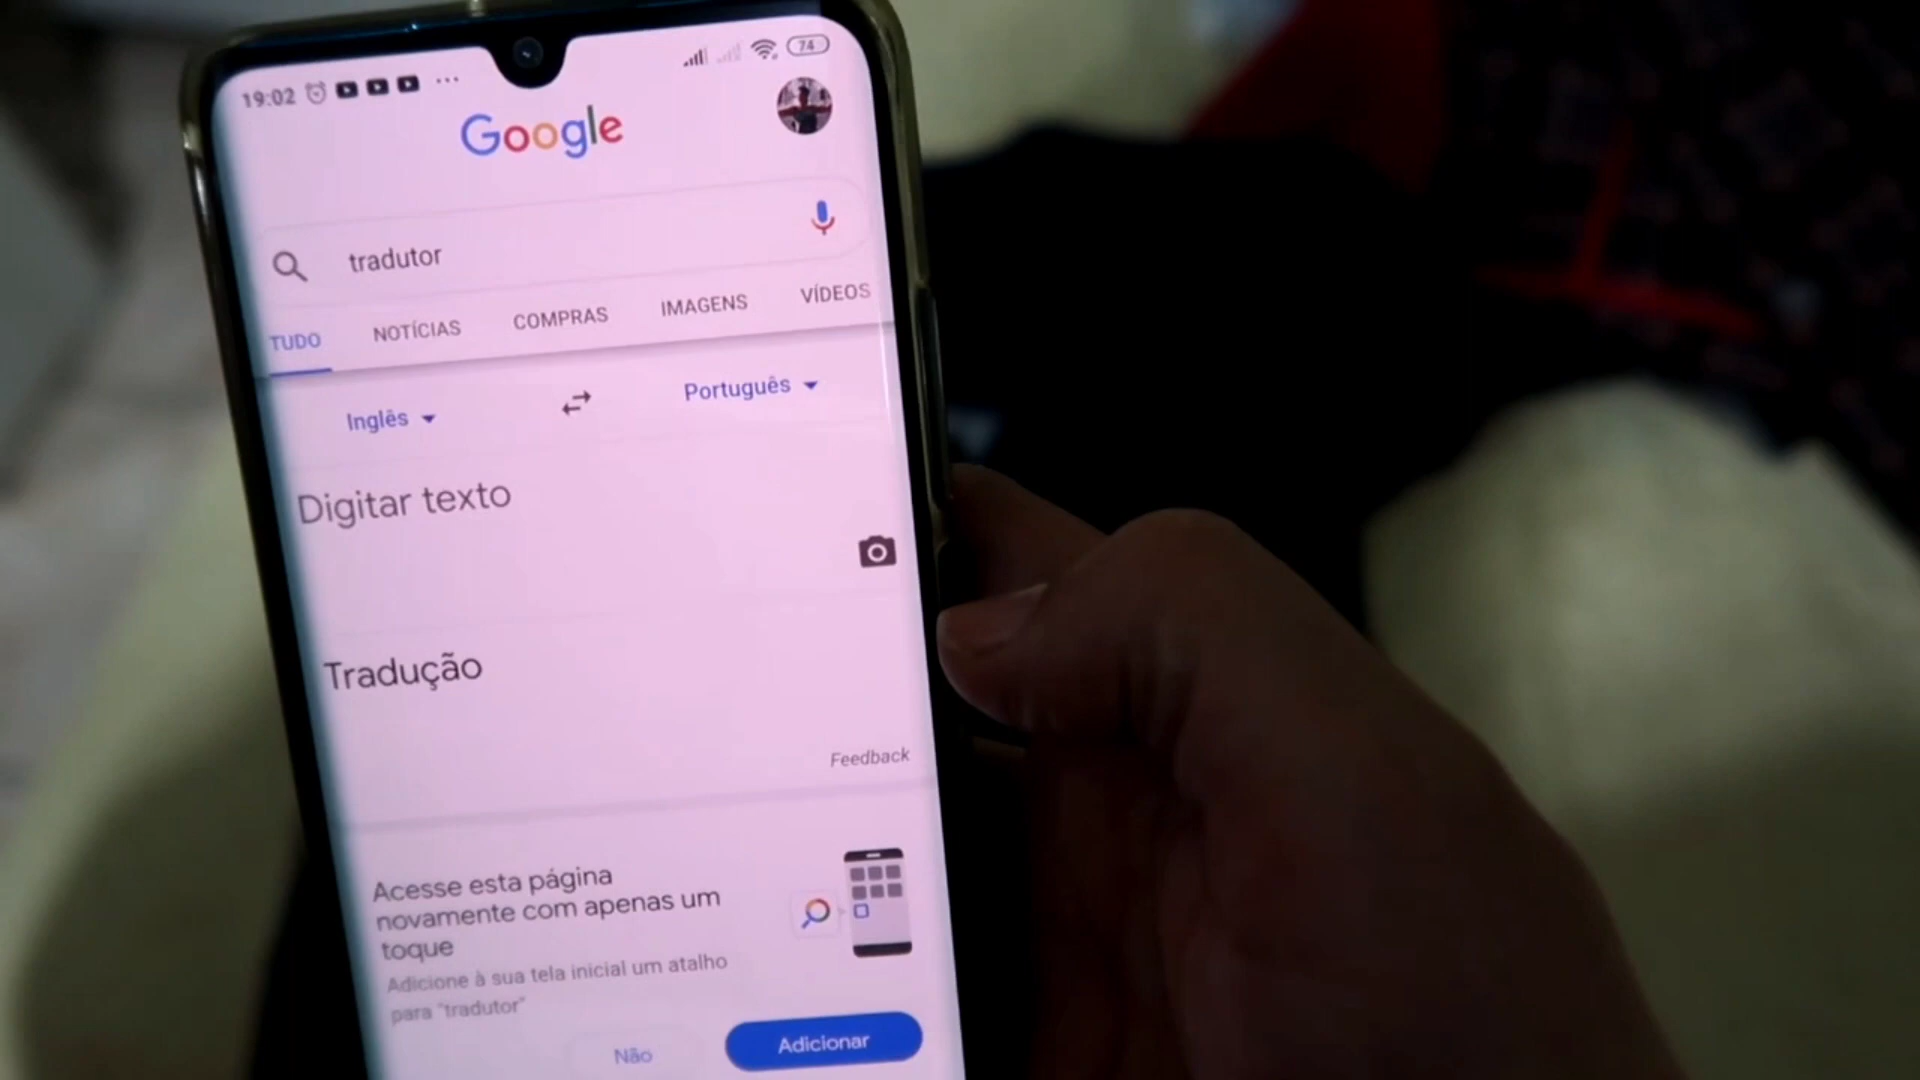 19:02 74
Google
tradutor
TUDO NOTÍCIAS COMPRAS IMAGENS VÍDEOS
Inglês Português
Digitar texto
Tradução
Feedback
Acesse esta página
novamente com apenas um
toque
Adicione à sua tela inicial um atalho
para "tradutor"
Não Adicionar